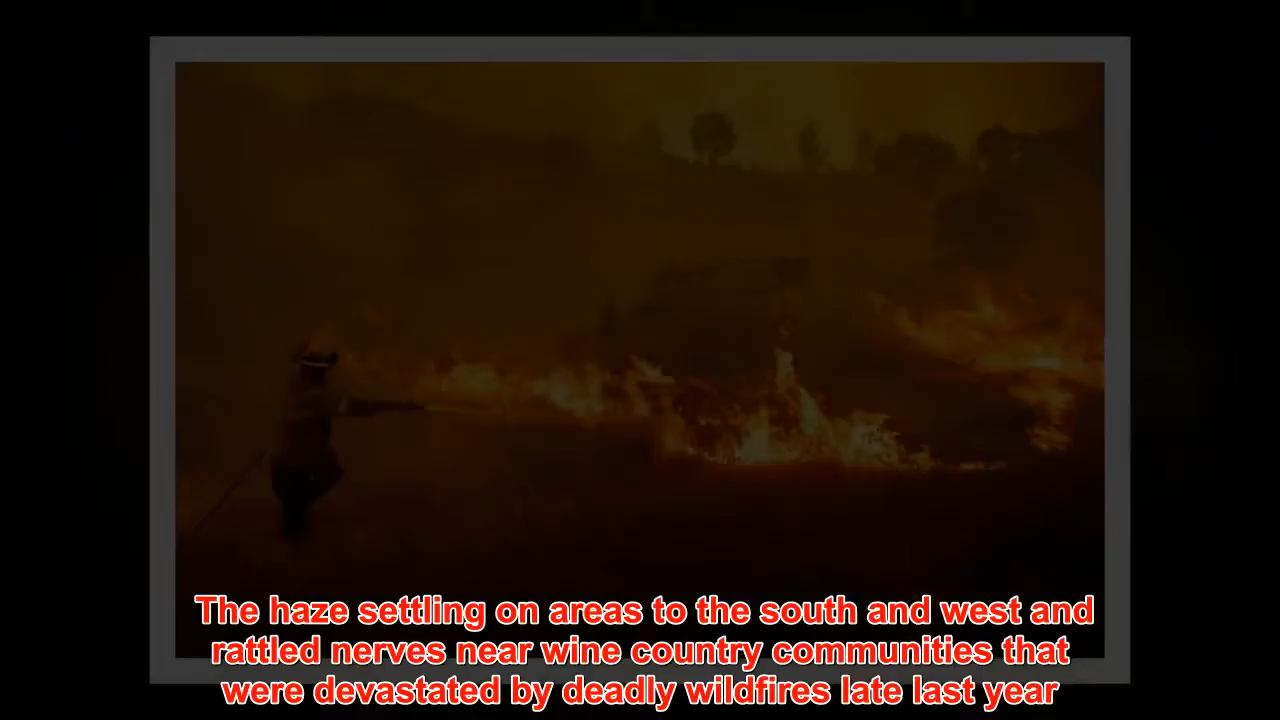 The haze settling on areas to the south and west and
rattled nerves near wine country communities that
were devastated by deadly wildfires late last year